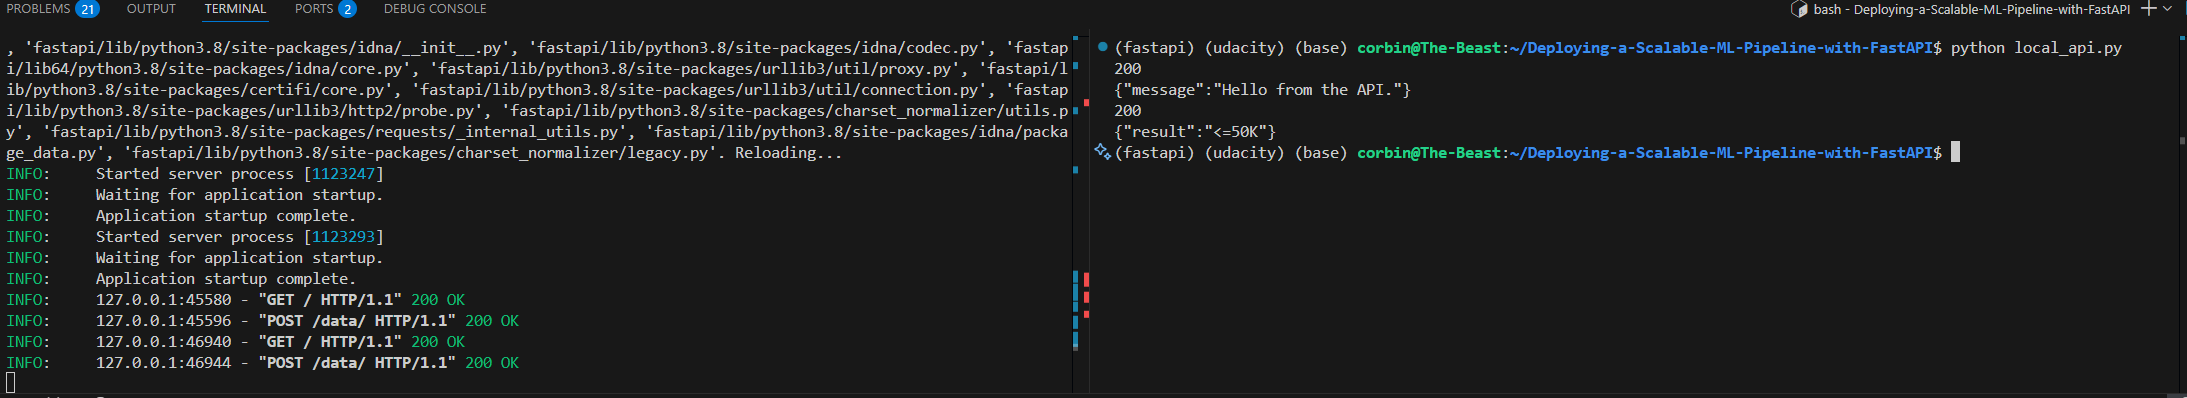 PROBLEMS 21 OUTPUT TERMINAL PORTS 2 DEBUG CONSOLE
bash - Deploying-a-Scalable-ML-Pipeline-with-FastAPI
, 'fastapi/lib/python3.8/site-packages/idna/__init__.py', 'fastapi/lib/python3.8/site-packages/idna/codec.py', 'fastap
i/lib64/python3.8/site-packages/idna/core.py', 'fastapi/lib/python3.8/site-packages/urllib3/util/proxy.py', 'fastapi/l
ib/python3.8/site-packages/certifi/core.py', 'fastapi/lib/python3.8/site-packages/urllib3/util/connection.py', 'fastap
i/lib/python3.8/site-packages/urllib3/http2/probe.py', 'fastapi/lib/python3.8/site-packages/charset_normalizer/utils.p
y', 'fastapi/lib/python3.8/site-packages/requests/_internal_utils.py', 'fastapi/lib/python3.8/site-packages/idna/packa
ge_data.py', 'fastapi/lib/python3.8/site-packages/charset_normalizer/legacy.py'. Reloading...
INFO: Started server process [1123247]
INFO: Waiting for application startup.
INFO: Application startup complete.
INFO: Started server process [1123293]
INFO: Waiting for application startup.
INFO: Application startup complete.
INFO: 127.0.0.1:45580 - "GET / HTTP/1.1" 200 OK
INFO: 127.0.0.1:45596 - "POST /data/ HTTP/1.1" 200 OK
INFO: 127.0.0.1:46940 - "GET / HTTP/1.1" 200 OK
INFO: 127.0.0.1:46944 - "POST /data/ HTTP/1.1" 200 OK
(fastapi) (udacity) (base) corbin@The-Beast:~/Deploying-a-Scalable-ML-Pipeline-with-FastAPI$ python local_api.py
200
{"message":"Hello from the API."}
200
{"result":"<=50K"}
(fastapi) (udacity) (base) corbin@The-Beast:~/Deploying-a-Scalable-ML-Pipeline-with-FastAPI$